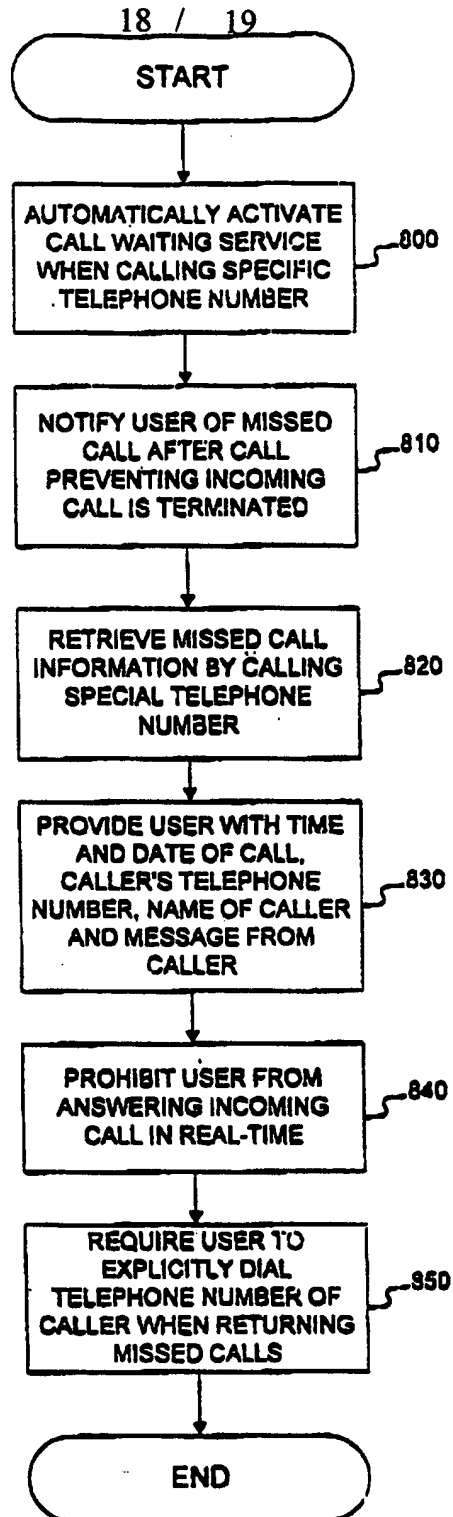 18 / 19
START
AUTOMATICALLY ACTIVATE
CALL WAITING SERVICE
WHEN CALLING SPECIFIC
TELEPHONE NUMBER
800
NOTIFY USER OF MISSED
CALL AFTER CALL
PREVENTING INCOMING
CALL IS TERMINATED
810
RETRIEVE MISSED CALL
INFORMATION BY CALLING
SPECIAL TELEPHONE
NUMBER
820
PROVIDE USER WITH TIME
AND DATE OF CALL,
CALLER'S TELEPHONE
NUMBER, NAME OF CALLER
AND MESSAGE FROM
CALLER
830
PROHIBIT USER FROM
ANSWERING INCOMING
CALL IN REAL-TIME
840
REQUIRE USER TO
EXPLICITLY DIAL
TELEPHONE NUMBER OF
CALLER WHEN RETURNING
MISSED CALLS
850
END